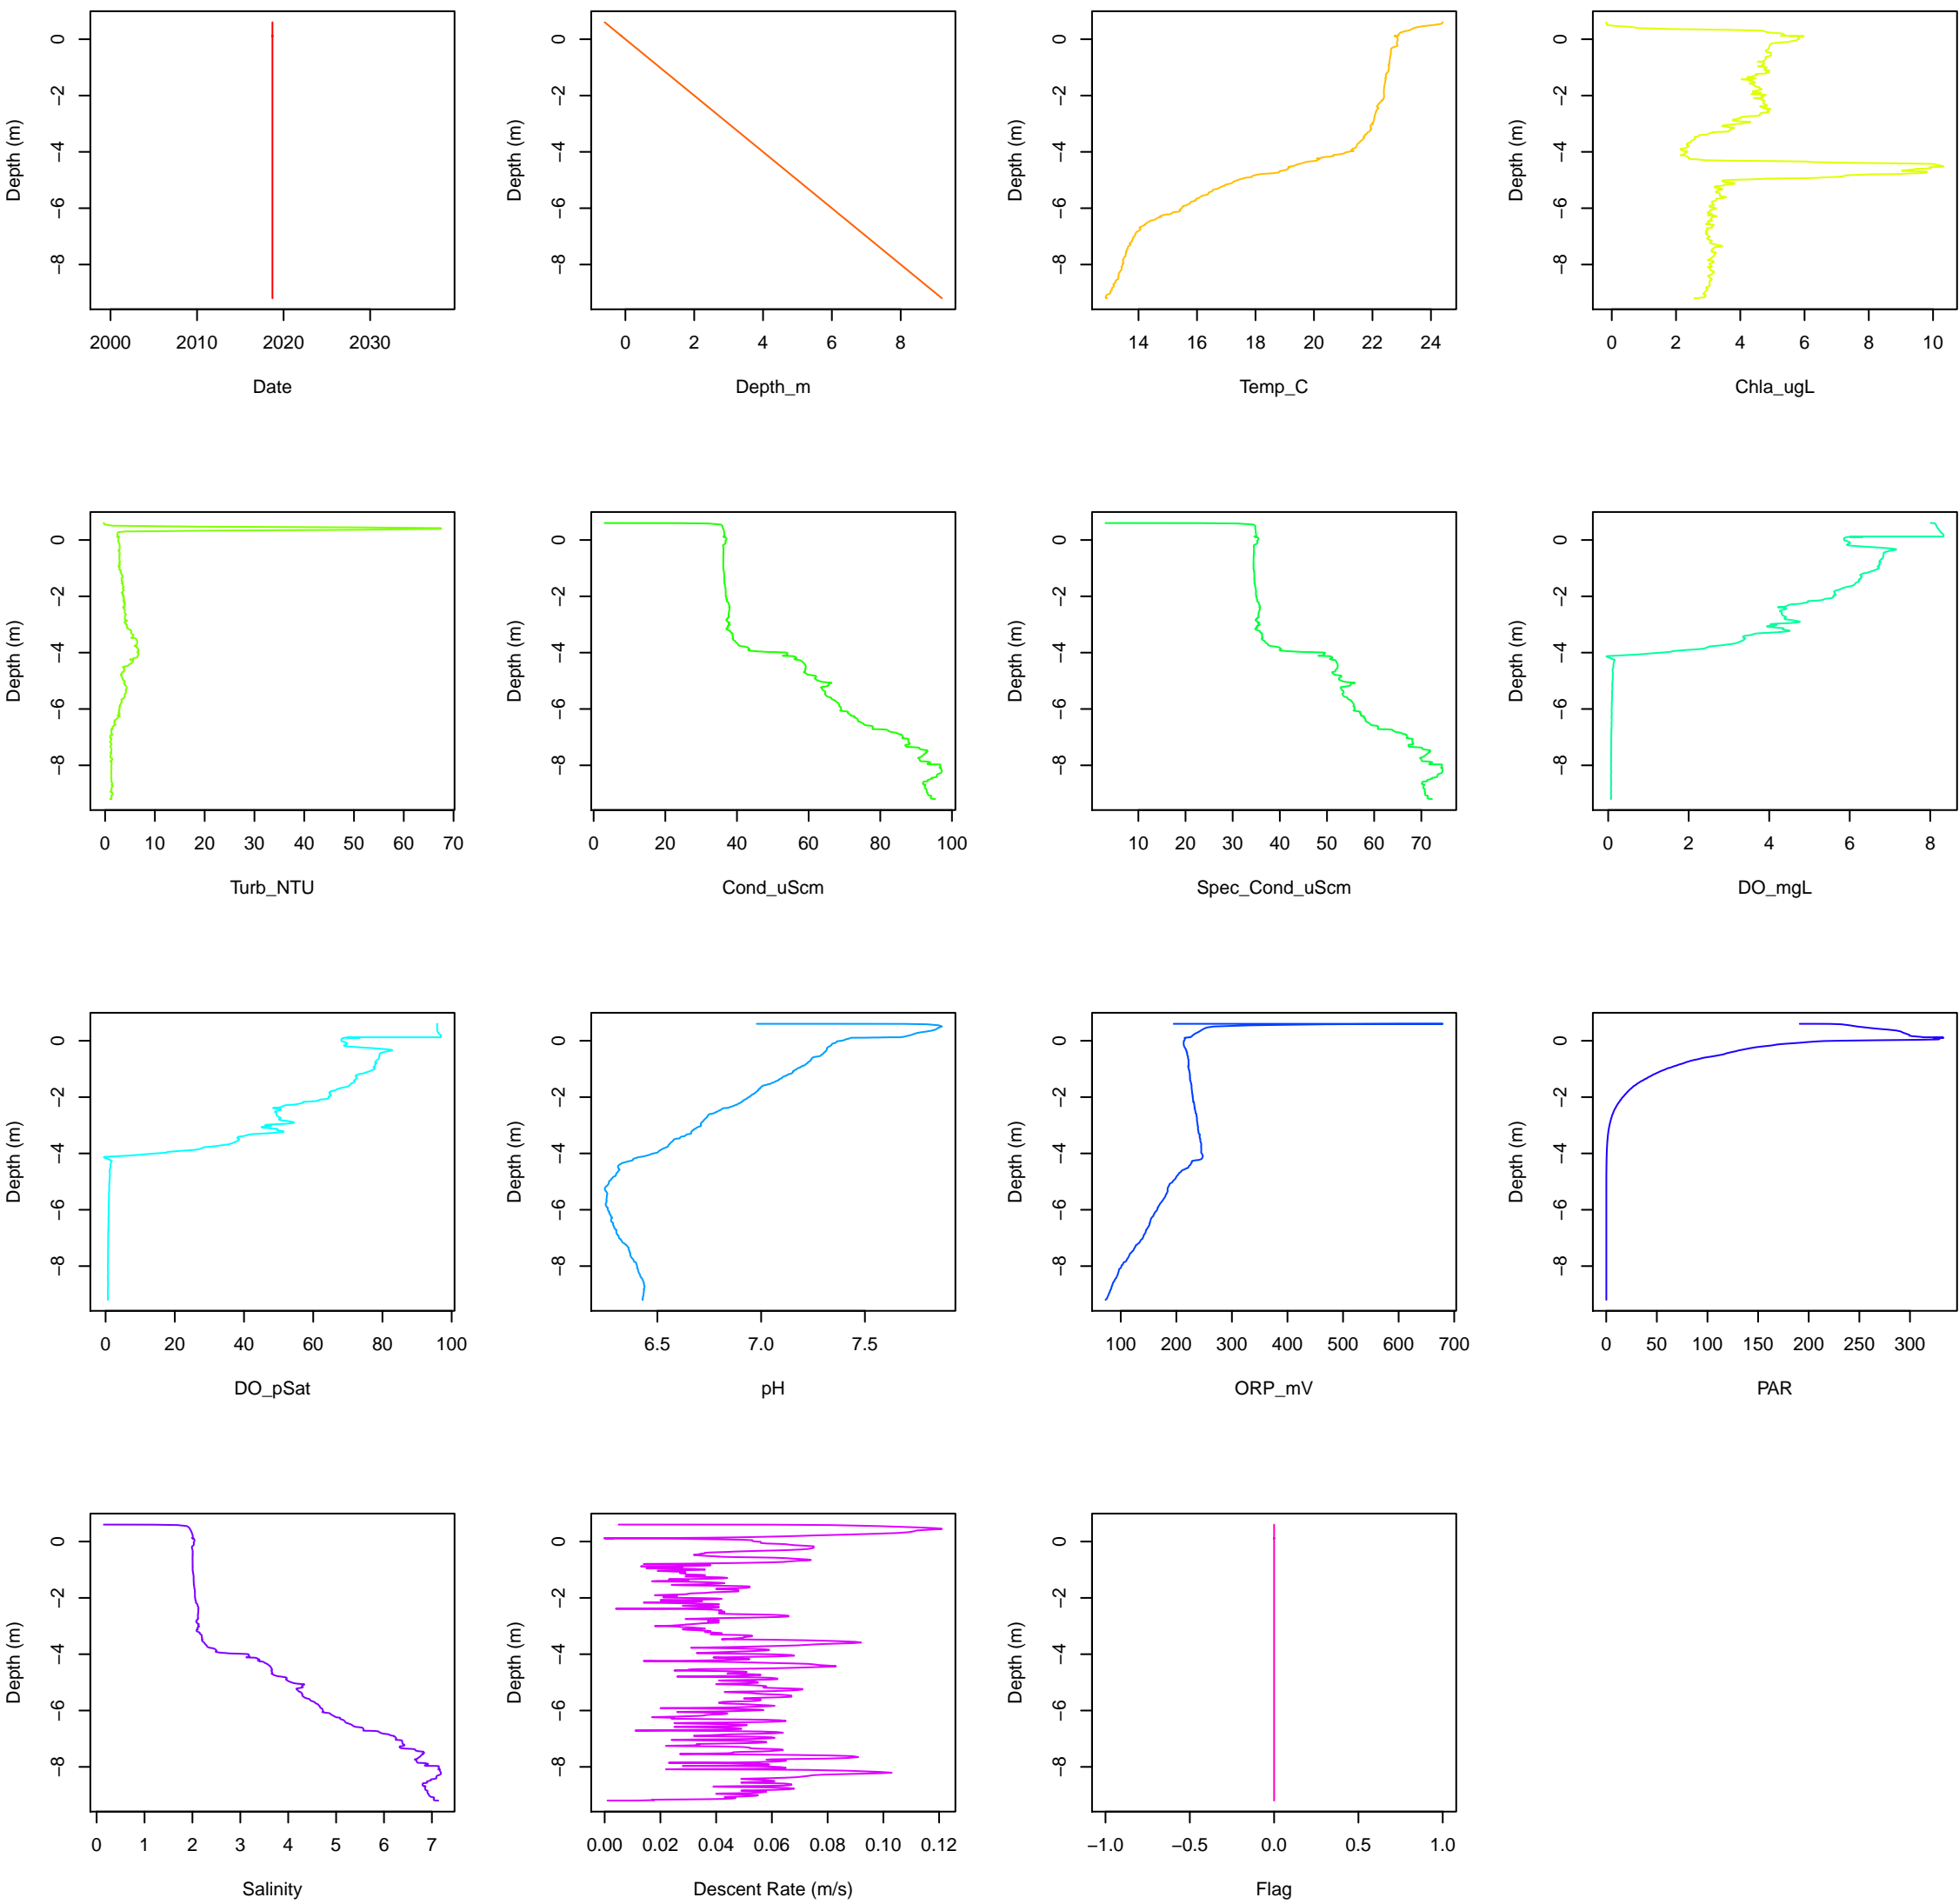 Depth (m)
0
−2
−4
−6
−8
2000 2010 2020 2030
Date
Depth (m)
0
−2
−4
−6
−8
0 2 4 6 8
Depth_m
Depth (m)
0
−2
−4
−6
−8
14 16 18 20 22 24
Temp_C
Depth (m)
0
−2
−4
−6
−8
0 2 4 6 8 10
Chla_ugL
Depth (m)
0
−2
−4
−6
−8
0 10 20 30 40 50 60 70
Turb_NTU
Depth (m)
0
−2
−4
−6
−8
0 20 40 60 80 100
Cond_uScm
Depth (m)
0
−2
−4
−6
−8
10 20 30 40 50 60 70
Spec_Cond_uScm
Depth (m)
0
−2
−4
−6
−8
0 2 4 6 8
DO_mgL
Depth (m)
0
−2
−4
−6
−8
0 20 40 60 80 100
DO_pSat
Depth (m)
0
−2
−4
−6
−8
6.5 7.0 7.5
pH
Depth (m)
0
−2
−4
−6
−8
100 200 300 400 500 600 700
ORP_mV
Depth (m)
0
−2
−4
−6
−8
0 50 100 150 200 250 300
PAR
Depth (m)
0
−2
−4
−6
−8
0 1 2 3 4 5 6 7
Salinity
Depth (m)
0
−2
−4
−6
−8
0.00 0.02 0.04 0.06 0.08 0.10 0.12
Descent Rate (m/s)
Depth (m)
0
−2
−4
−6
−8
−1.0 −0.5 0.0 0.5 1.0
Flag